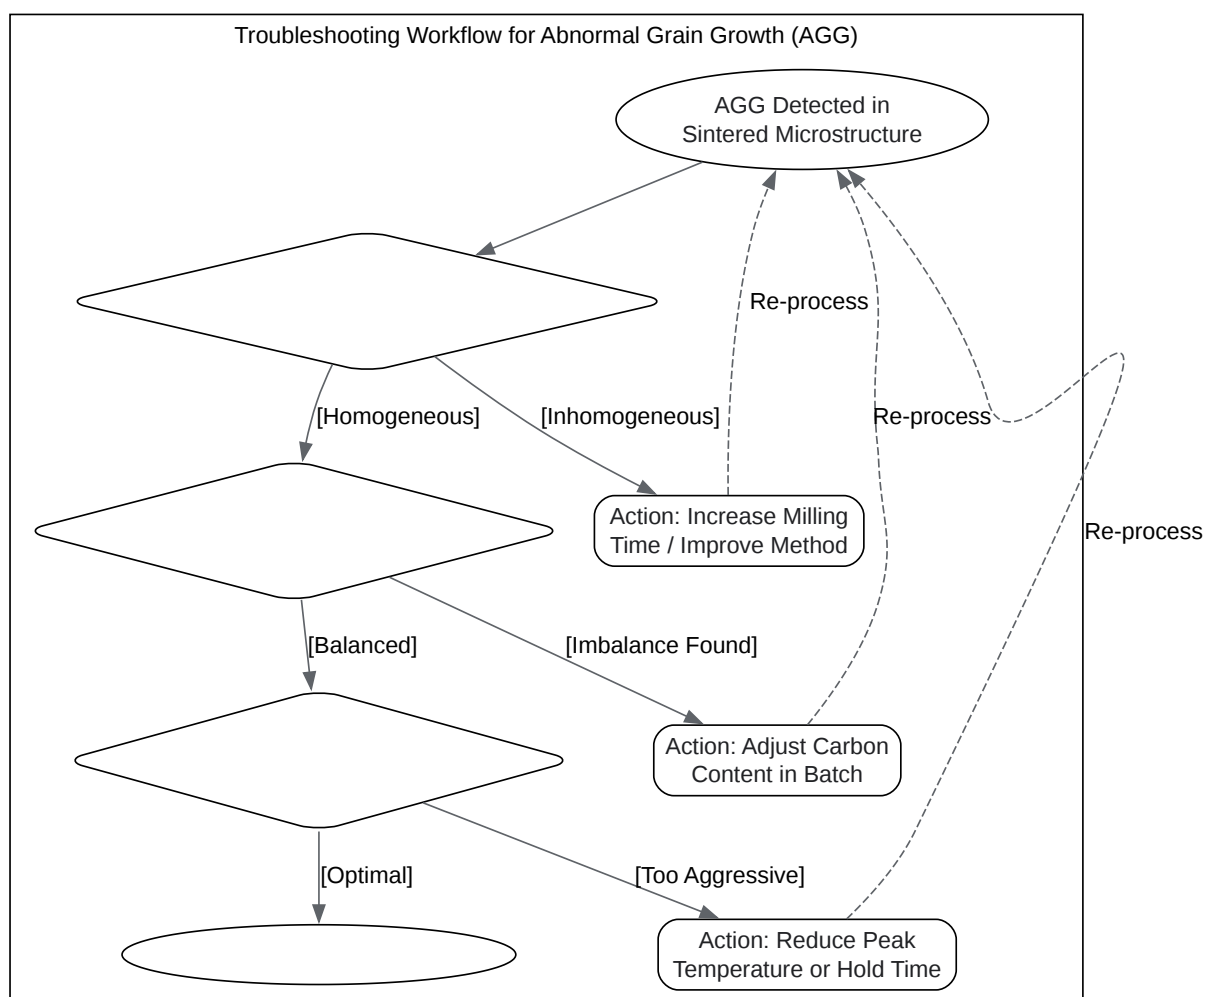 Troubleshooting Workflow for Abnormal Grain Growth (AGG)
AGG Detected in
Sintered Microstructure
Re-process
[Homogeneous]
[Inhomogeneous]
Re-process
Action: Increase Milling
Time / Improve Method
Re-process
[Balanced]
[Imbalance Found]
Action: Adjust Carbon
Content in Batch
[Optimal]
[Too Aggressive]
Action: Reduce Peak
Temperature or Hold Time